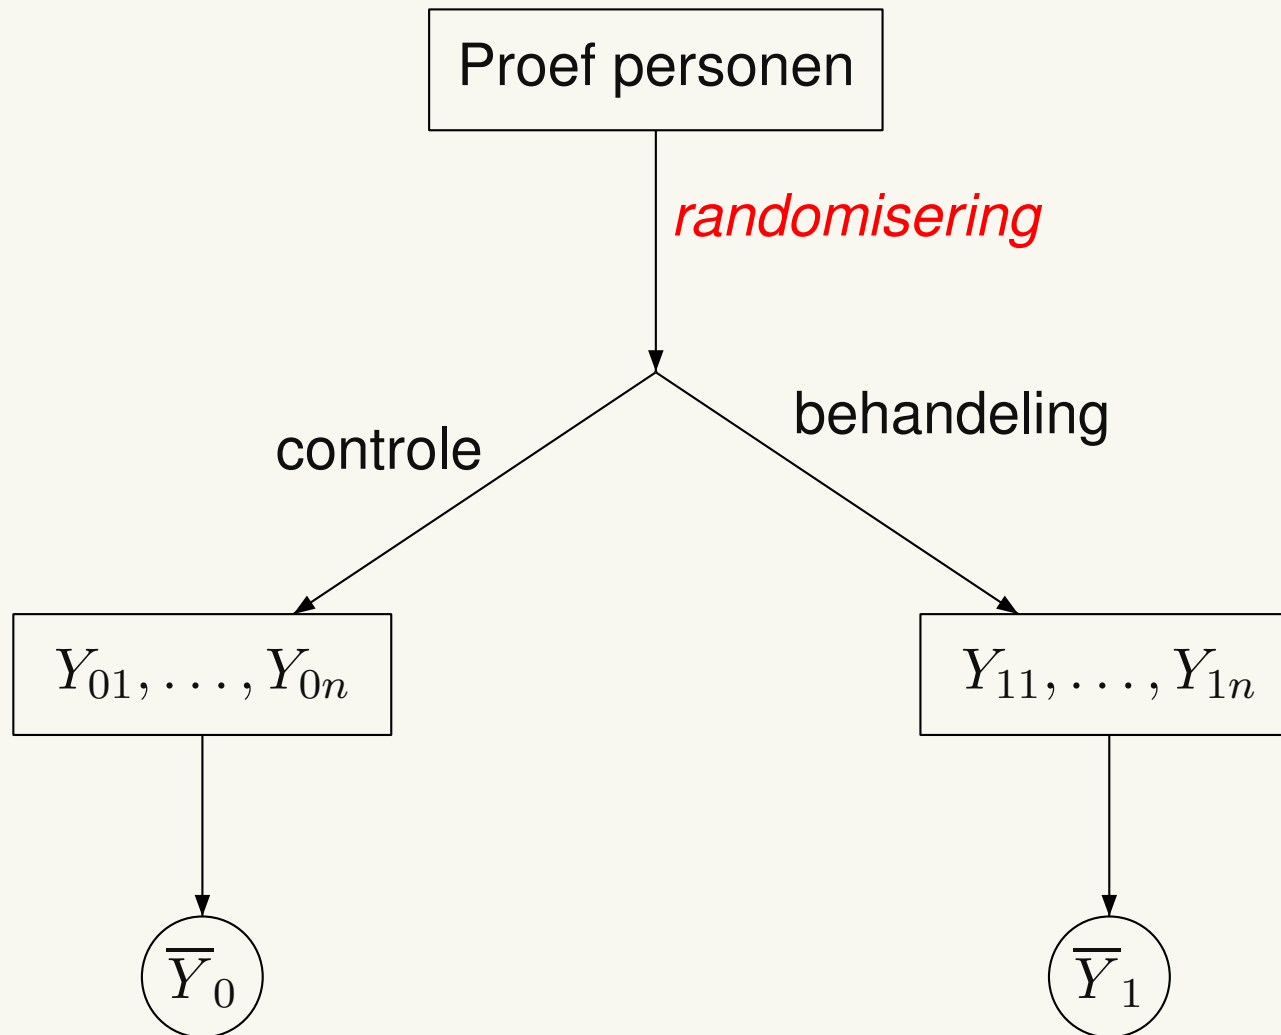 Proef personen
randomisering
behandeling
controle
Y₀₁, . . . , Y₀ₙ
Y₁₁, . . . , Y₁ₙ
Y̅₀
Y̅₁